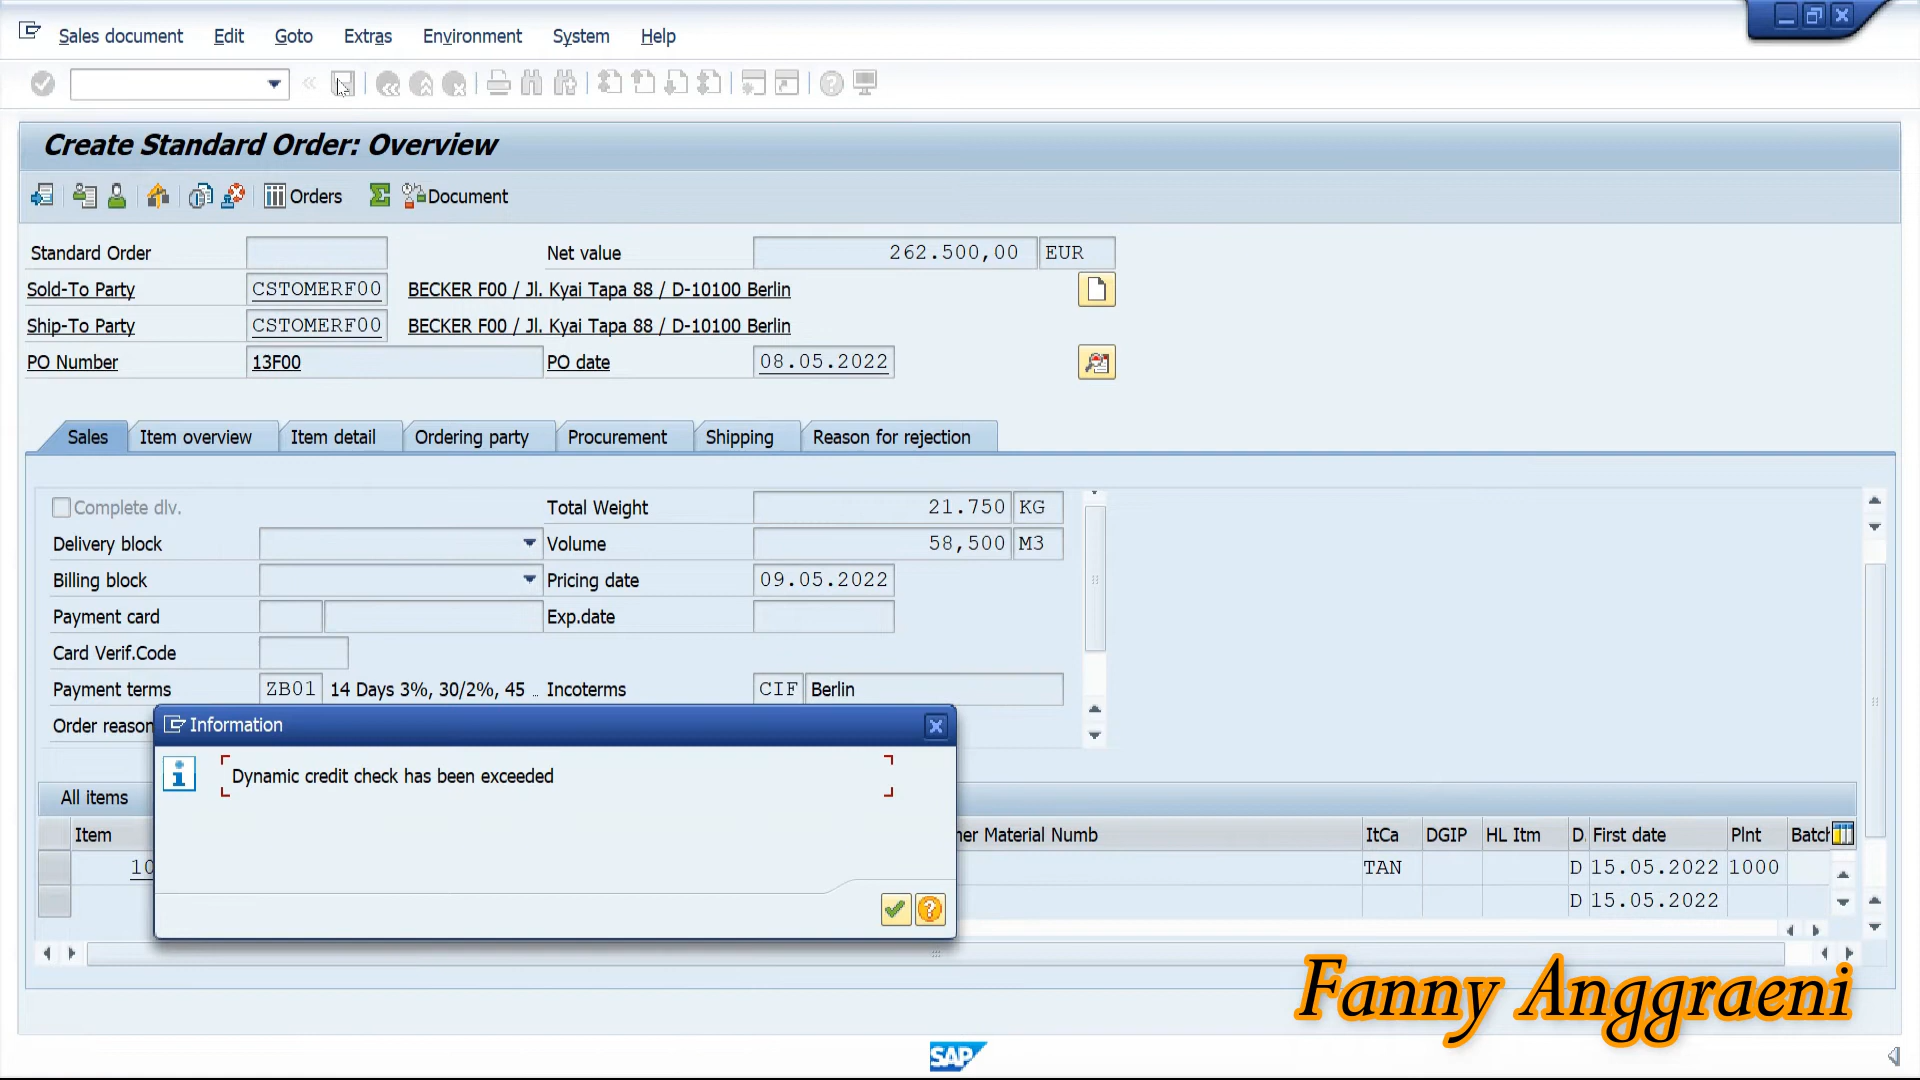 Sales document Edit Goto Extras Environment System Help
Create Standard Order: Overview
Orders Document
Standard Order Net value 262.500,00 EUR
Sold-To Party CSTOMERF00 BECKER F00 / Jl. Kyai Tapa 88 / D-10100 Berlin
Ship-To Party CSTOMERF00 BECKER F00 / Jl. Kyai Tapa 88 / D-10100 Berlin
PO Number 13F00 PO date 08.05.2022
Sales Item overview Item detail Ordering party Procurement Shipping Reason for rejection
Complete dlv. Total Weight 21.750 KG
Delivery block Volume 58,500 M3
Billing block Pricing date 09.05.2022
Payment card Exp.date
Card Verif.Code
Payment terms ZB01 14 Days 3%, 30/2%, 45 ... Incoterms CIF Berlin
Order reason
Information
Dynamic credit check has been exceeded
All items
Item Material Numb ItCa DGIP HL Itm D. First date Plnt Batch
10 TAN D 15.05.2022 1000
D 15.05.2022
Fanny Anggraeni
SAP